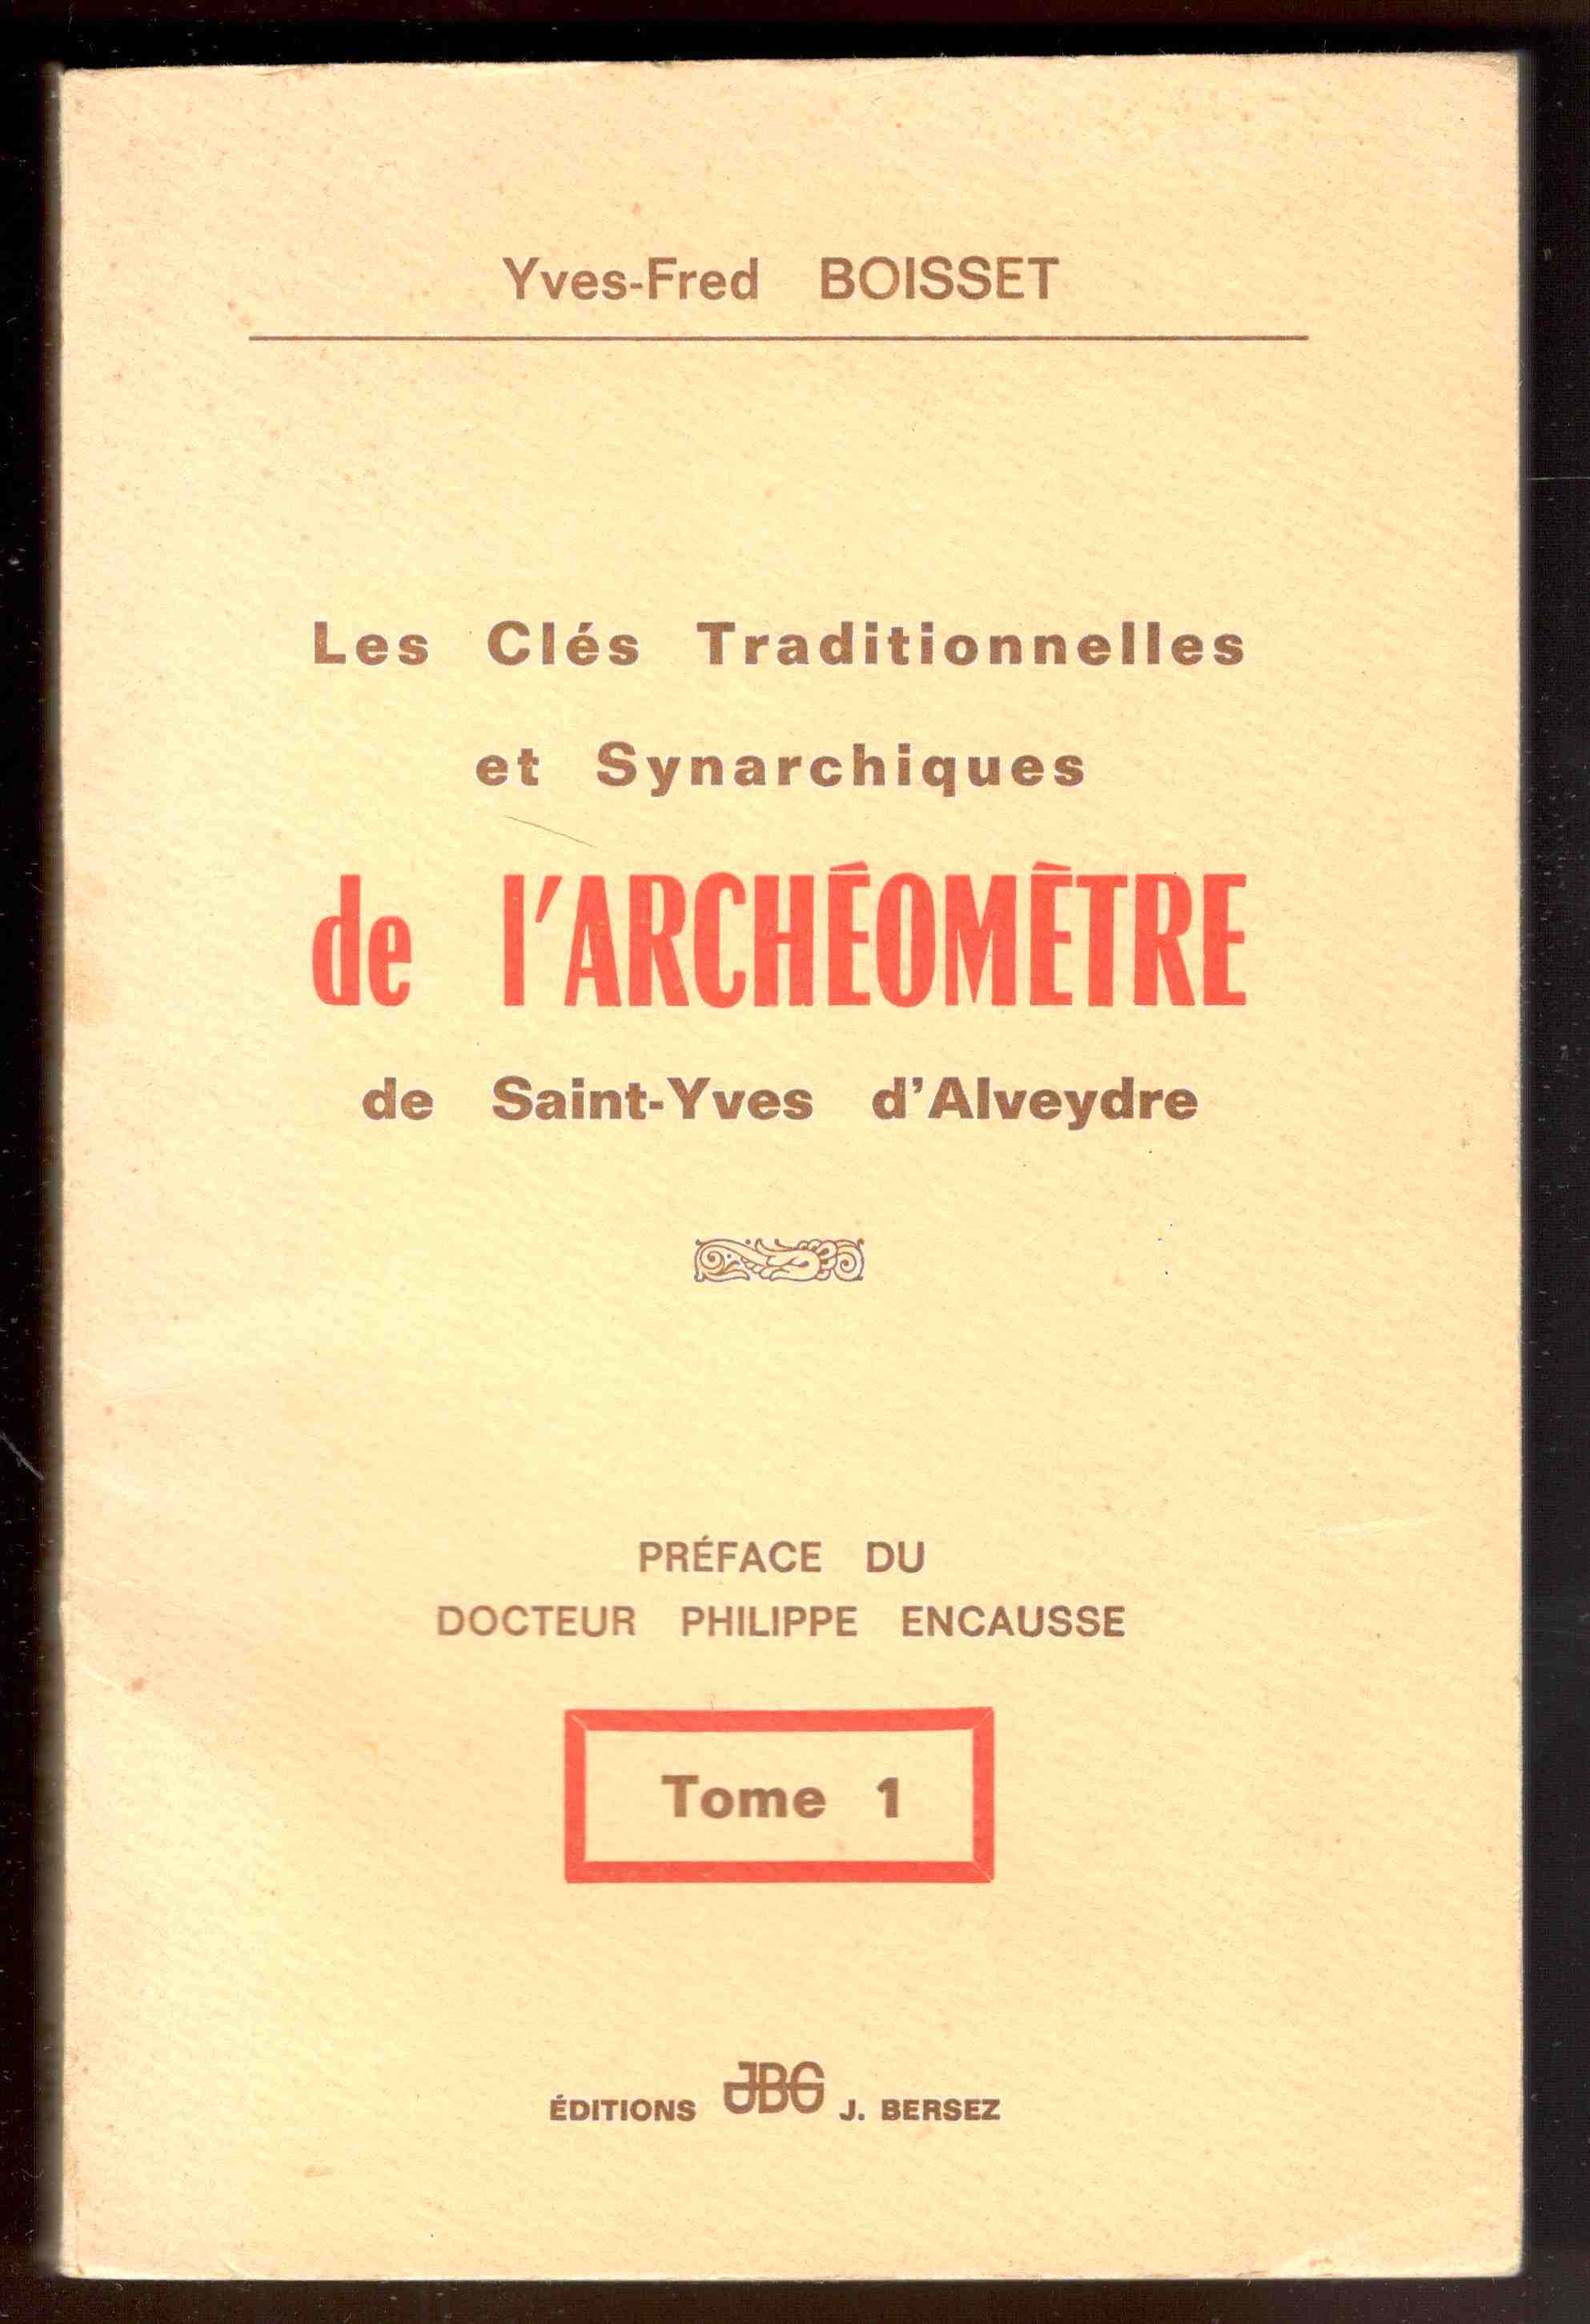 Yves-Fred BOISSET
Les Clés Traditionnelles
et Synarchiques
de l'ARCHÉOMÈTRE
de Saint-Yves d'Alveydre
PRÉFACE DU
DOCTEUR PHILIPPE ENCAUSSE
Tome 1
ÉDITIONS JBG J. BERSEZ